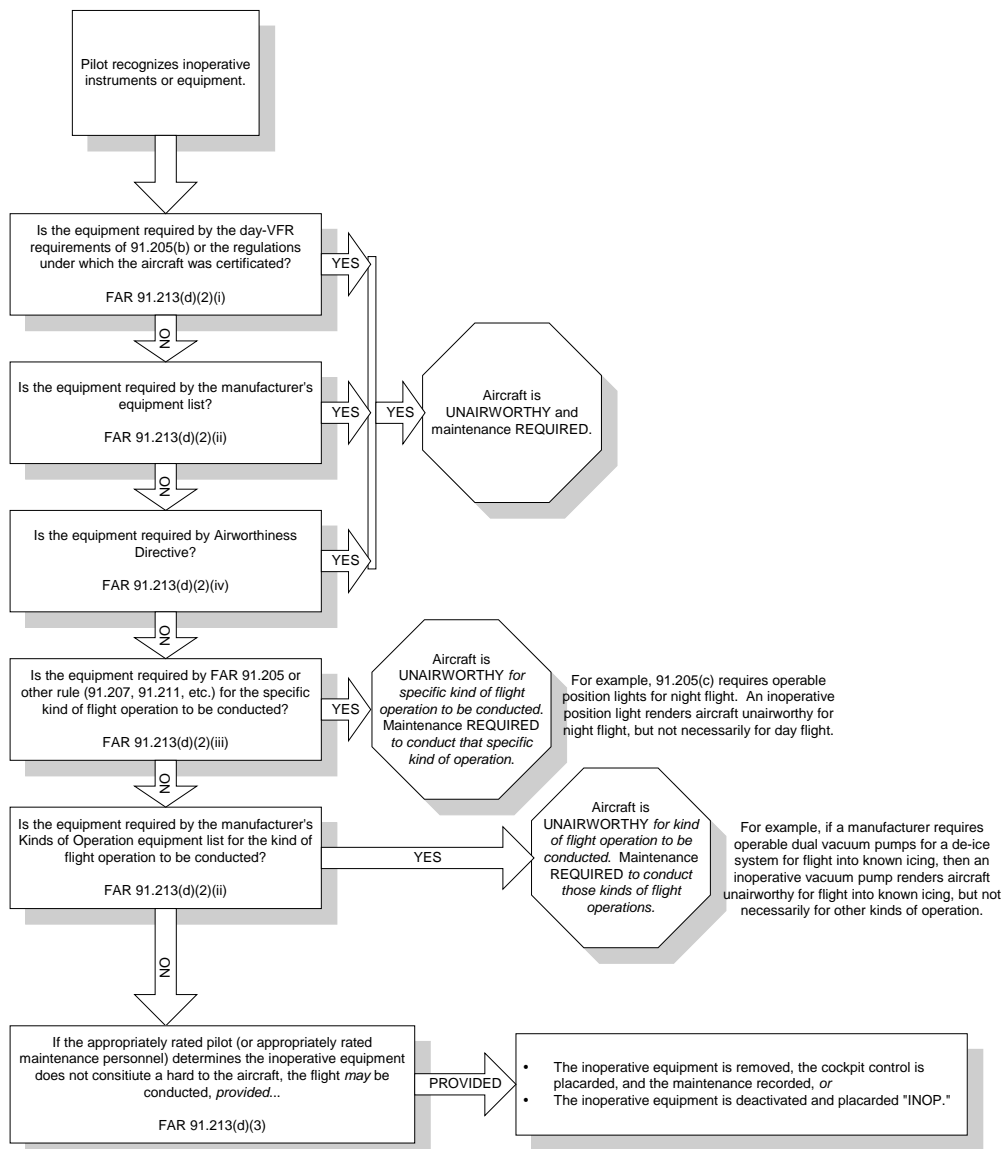 Pilot recognizes inoperative
instruments or equipment.
Is the equipment required by the day-VFR
requirements of 91.205(b) or the regulations
under which the aircraft was certificated?
FAR 91.213(d)(2)(i)
YES
NO
Is the equipment required by the manufacturer's
equipment list?
FAR 91.213(d)(2)(ii)
YES
YES
Aircraft is
UNAIRWORTHY and
maintenance REQUIRED.
NO
Is the equipment required by Airworthiness
Directive?
FAR 91.213(d)(2)(iv)
YES
NO
Is the equipment required by FAR 91.205 or
other rule (91.207, 91.211, etc.) for the specific
kind of flight operation to be conducted?
FAR 91.213(d)(2)(iii)
YES
Aircraft is
UNAIRWORTHY for
specific kind of flight
operation to be conducted.
Maintenance REQUIRED
to conduct that specific
kind of operation.
For example, 91.205(c) requires operable
position lights for night flight. An inoperative
position light renders aircraft unairworthy for
night flight, but not necessarily for day flight.
NO
Is the equipment required by the manufacturer's
Kinds of Operation equipment list for the kind of
flight operation to be conducted?
FAR 91.213(d)(2)(ii)
YES
Aircraft is
UNAIRWORTHY for kind
of flight operation to be
conducted. Maintenance
REQUIRED to conduct
those kinds of flight
operations.
For example, if a manufacturer requires
operable dual vacuum pumps for a de-ice
system for flight into known icing, then an
inoperative vacuum pump renders aircraft
unairworthy for flight into known icing, but not
necessarily for other kinds of operation.
NO
If the appropriately rated pilot (or appropriately rated
maintenance personnel) determines the inoperative equipment
does not consitiute a hard to the aircraft, the flight may be
conducted, provided...
FAR 91.213(d)(3)
PROVIDED
• The inoperative equipment is removed, the cockpit control is
placarded, and the maintenance recorded, or
• The inoperative equipment is deactivated and placarded "INOP."